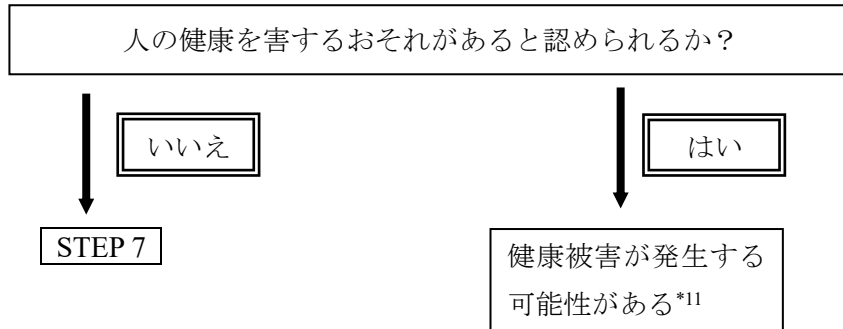 人の健康を害するおそれがあると認められるか？
いいえ
はい
STEP 7
健康被害が発生する
可能性がある*11